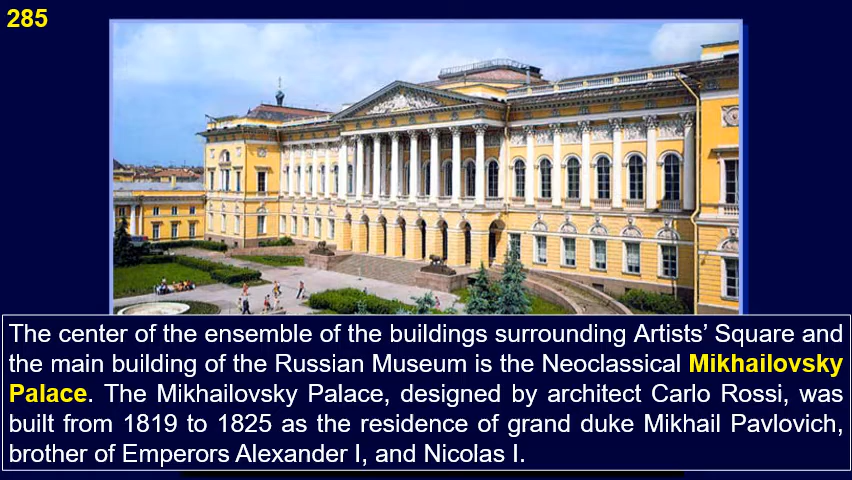 285
The center of the ensemble of the buildings surrounding Artists’ Square and
the main building of the Russian Museum is the Neoclassical Mikhailovsky
Palace. The Mikhailovsky Palace, designed by architect Carlo Rossi, was
built from 1819 to 1825 as the residence of grand duke Mikhail Pavlovich,
brother of Emperors Alexander I, and Nicolas I.